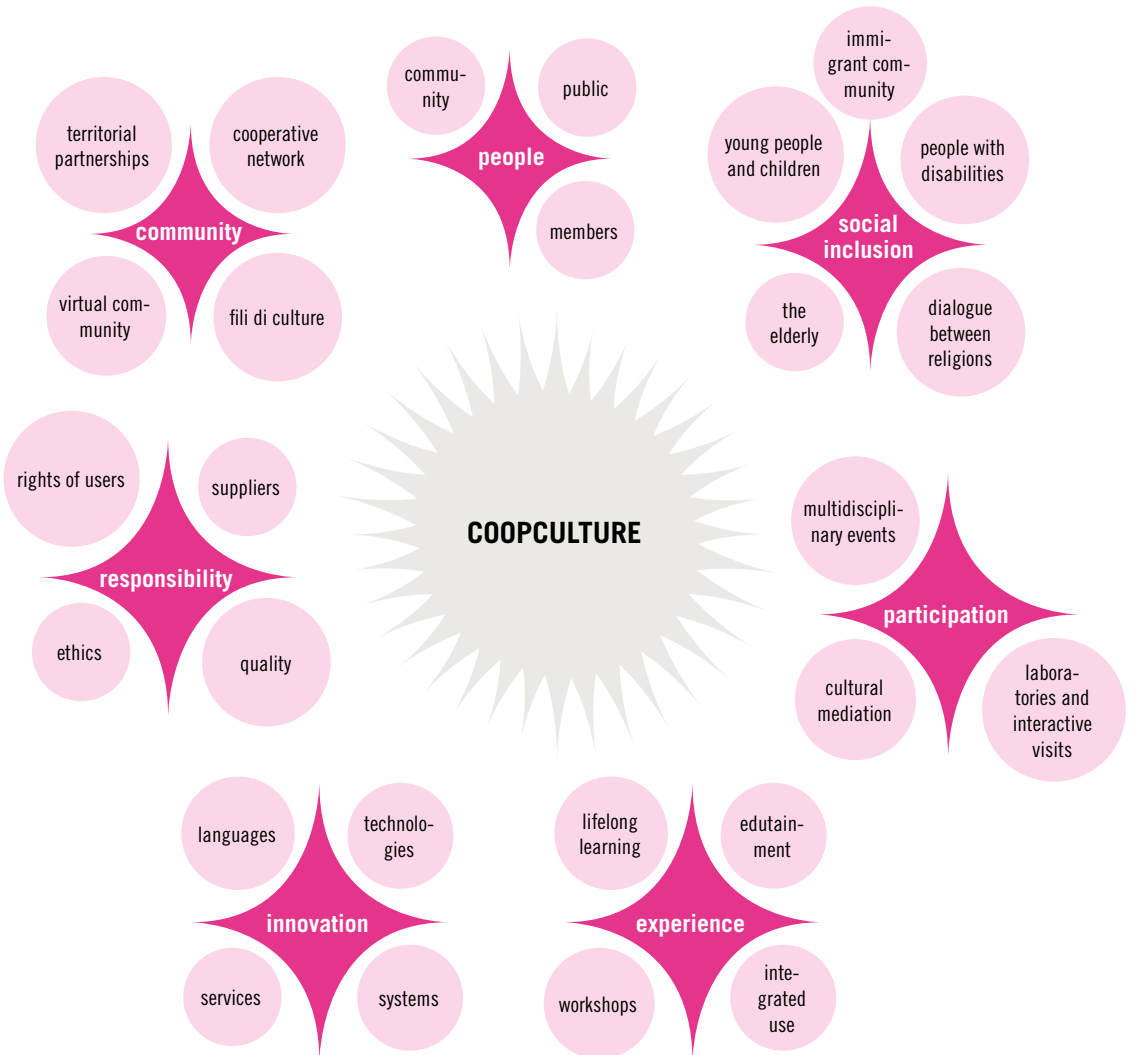 commu-
nity
public
people
members
immi-
grant com-
munity
young people
and children
people with
disabilities
social
inclusion
the
elderly
dialogue
between
religions
territorial
partnerships
cooperative
network
community
virtual com-
munity
fili di culture
rights of users
suppliers
responsibility
ethics
quality
COOPCULTURE
multidiscipli-
nary events
participation
cultural
mediation
labora-
tories and
interactive
visits
languages
technolo-
gies
innovation
services
systems
lifelong
learning
edutain-
ment
experience
workshops
inte-
grated
use